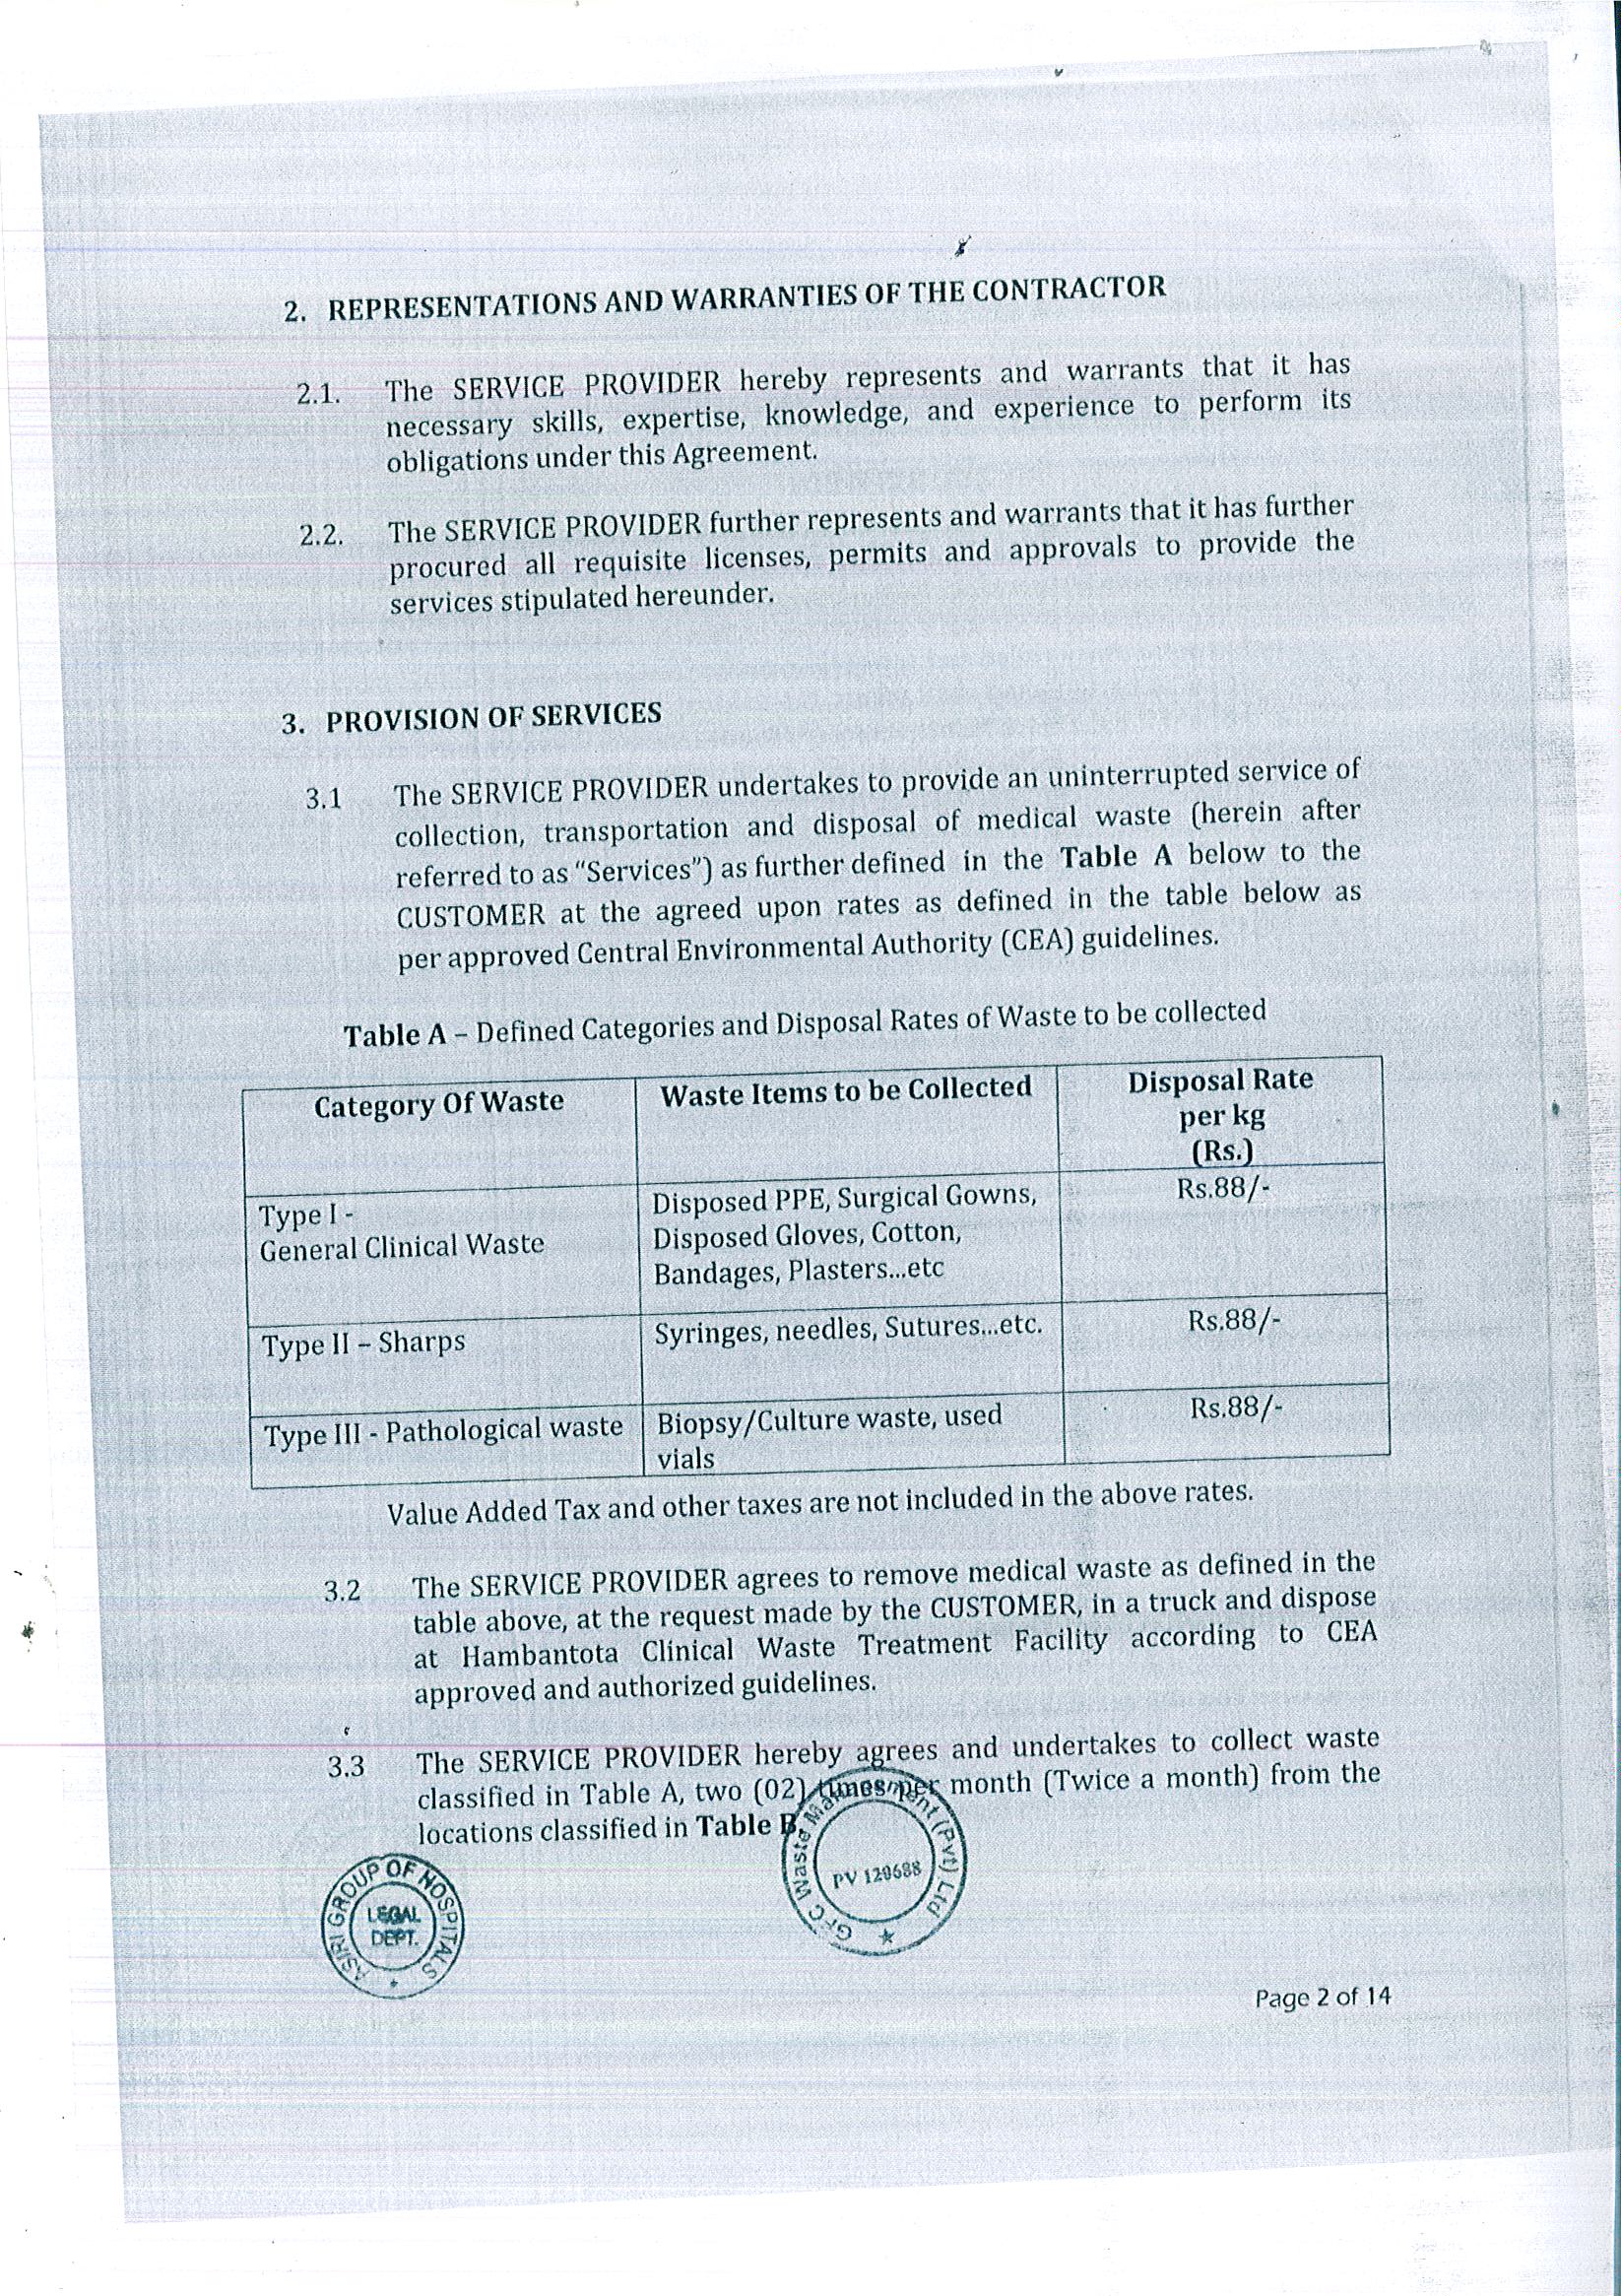 2. REPRESENTATIONS AND WARRANTIES OF THE CONTRACTOR
2.1. The SERVICE PROVIDER hereby represents and warrants that it has
necessary skills, expertise, knowledge, and experience to perform its
obligations under this Agreement.
2.2. The SERVICE PROVIDER further represents and warrants that it has further
procured all requisite licenses, permits and approvals to provide the
services stipulated hereunder.
3. PROVISION OF SERVICES
3.1 The SERVICE PROVIDER undertakes to provide an uninterrupted service of
collection, transportation and disposal of medical waste (herein after
referred to as "Services") as further defined in the Table A below to the
CUSTOMER at the agreed upon rates as defined in the table below as
per approved Central Environmental Authority (CEA) guidelines.
Table A – Defined Categories and Disposal Rates of Waste to be collected
Category Of Waste
Waste Items to be Collected
Disposal Rate
per kg
(Rs.)
Type I -
General Clinical Waste
Disposed PPE, Surgical Gowns,
Disposed Gloves, Cotton,
Bandages, Plasters...etc
Rs.88/-
Type II – Sharps
Syringes, needles, Sutures...etc.
Rs.88/-
Type III - Pathological waste
Biopsy/Culture waste, used
vials
Rs.88/-
Value Added Tax and other taxes are not included in the above rates.
3.2 The SERVICE PROVIDER agrees to remove medical waste as defined in the
table above, at the request made by the CUSTOMER, in a truck and dispose
at Hambantota Clinical Waste Treatment Facility according to CEA
approved and authorized guidelines.
3.3 The SERVICE PROVIDER hereby agrees and undertakes to collect waste
classified in Table A, two (02) times per month (Twice a month) from the
locations classified in Table B.
GFC Waste Management (Pvt) Ltd
PV 120688
ASIRI GROUP OF HOSPITALS
LEGAL
DEPT.
Page 2 of 14